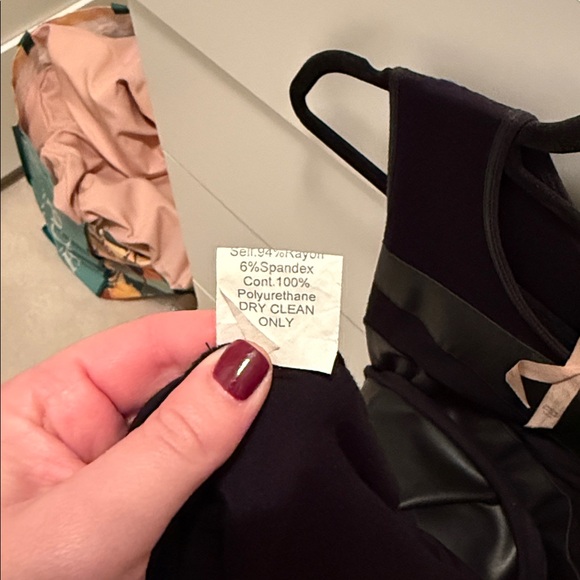 Self.94%Rayon
6%Spandex
Cont.100%
Polyurethane
DRY CLEAN
ONLY